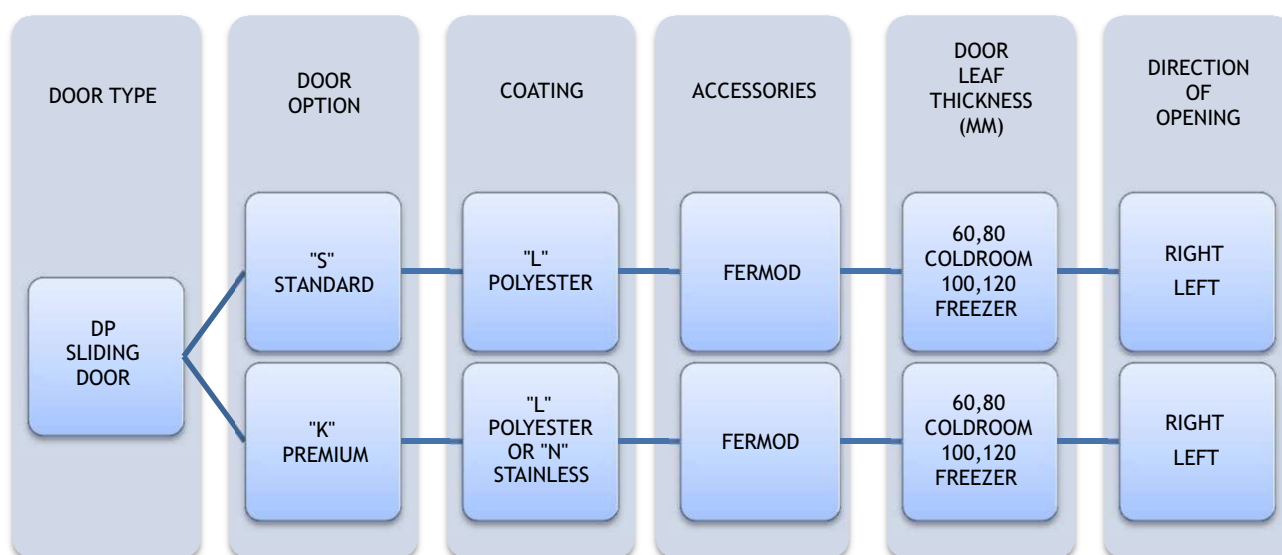 DOOR TYPE
DOOR
OPTION
COATING
ACCESSORIES
DOOR
LEAF
THICKNESS
(MM)
DIRECTION
OF
OPENING
DP
SLIDING
DOOR
"S"
STANDARD
"L"
POLYESTER
FERMOD
60,80
COLDROOM
100,120
FREEZER
RIGHT
LEFT
"K"
PREMIUM
"L"
POLYESTER
OR "N"
STAINLESS
FERMOD
60,80
COLDROOM
100,120
FREEZER
RIGHT
LEFT